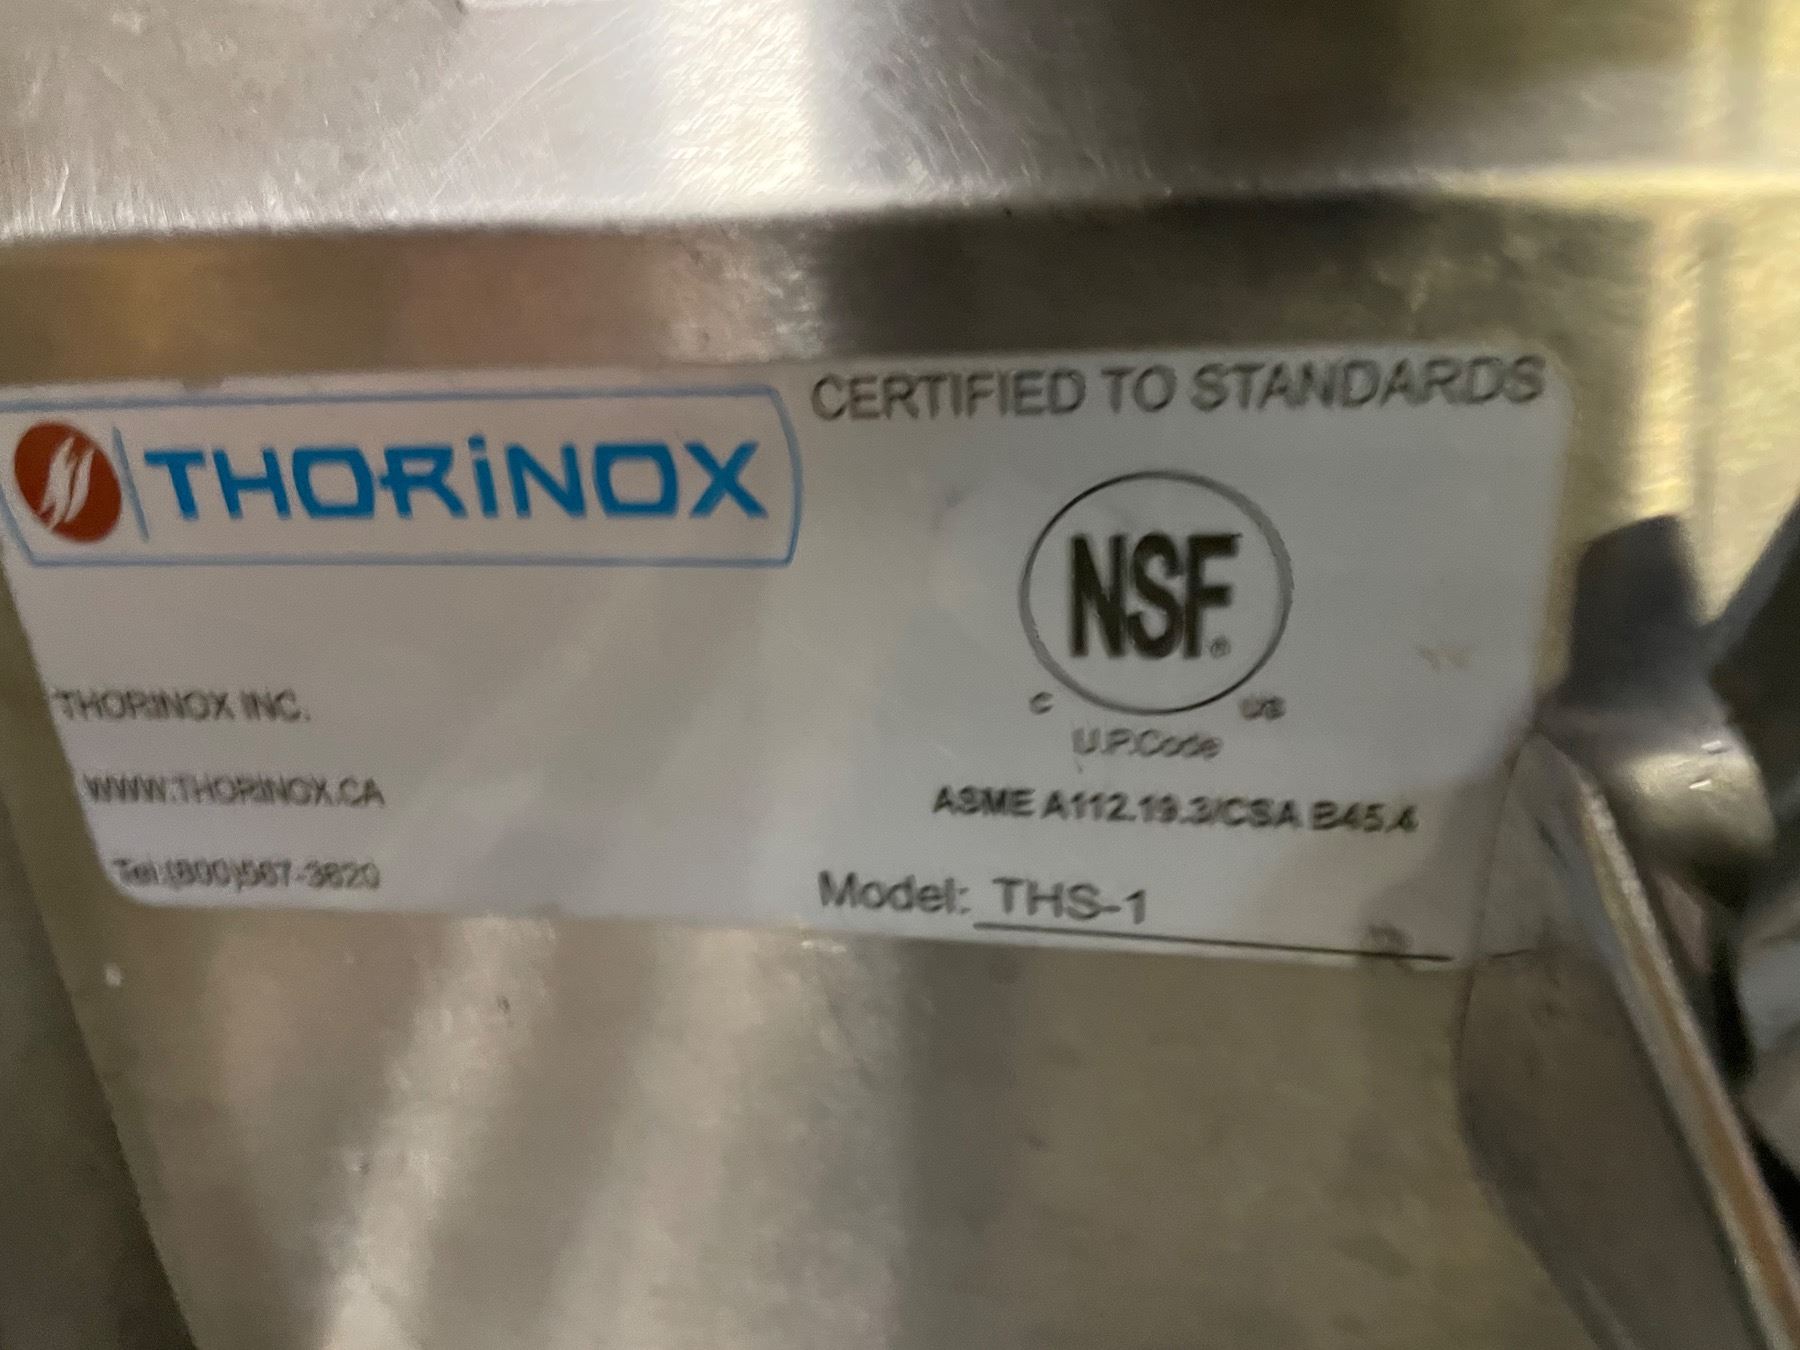 THORiNOX
THORINOX INC.
WWW.THORINOX.CA
Tel:(800)567-3620
CERTIFIED TO STANDARDS
NSF®
C US
U.P.Code
ASME A112.19.3/CSA B45.4
Model: THS-1